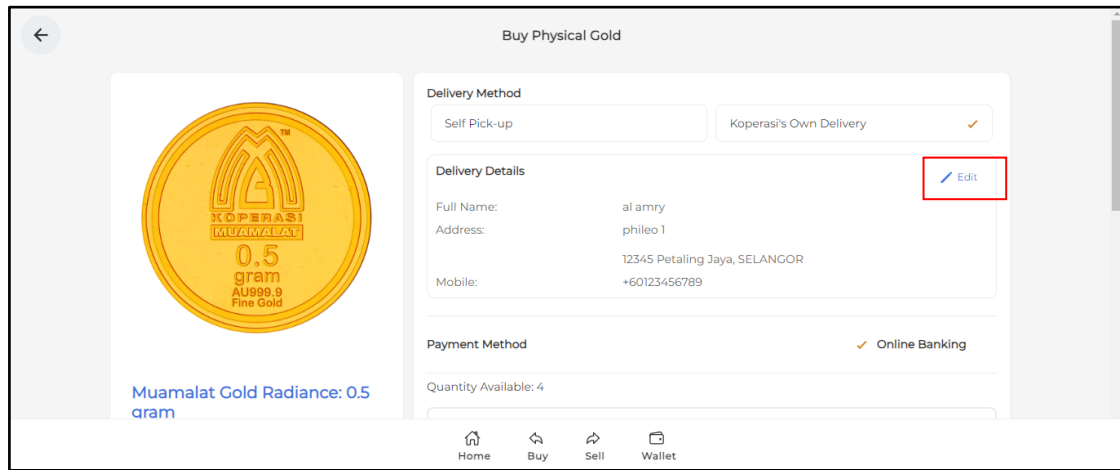 Buy Physical Gold
TM
KOPERASI
MUAMALAT
0.5
gram
AU999.9
Fine Gold
Muamalat Gold Radiance: 0.5
gram
Delivery Method
Self Pick-up
Koperasi's Own Delivery
Delivery Details
Edit
Full Name: al amry
Address: phileo 1
12345 Petaling Jaya, SELANGOR
Mobile: +60123456789
Payment Method
Online Banking
Quantity Available: 4
Home Buy Sell Wallet